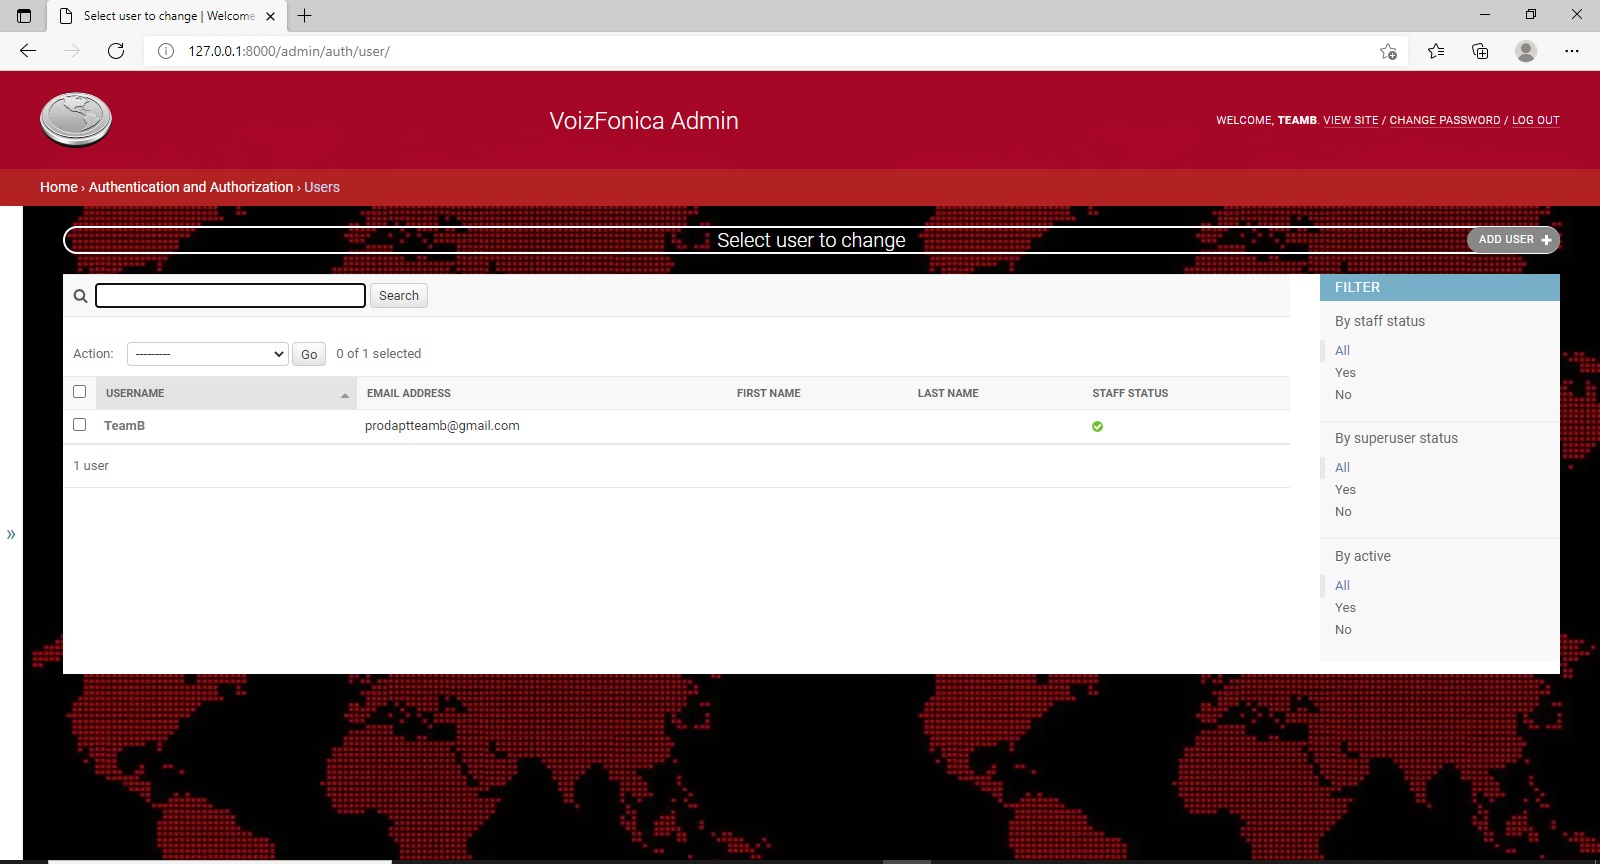 Select user to change | Welcome
127.0.0.1:8000/admin/auth/user/
VoizFonica Admin
WELCOME, TEAMB. VIEW SITE / CHANGE PASSWORD / LOG OUT
Home › Authentication and Authorization › Users
Select user to change
ADD USER
Search
Action: --------- Go 0 of 1 selected
USERNAME EMAIL ADDRESS FIRST NAME LAST NAME STAFF STATUS
TeamB prodaptteamb@gmail.com
1 user
»
FILTER
By staff status
All
Yes
No
By superuser status
All
Yes
No
By active
All
Yes
No